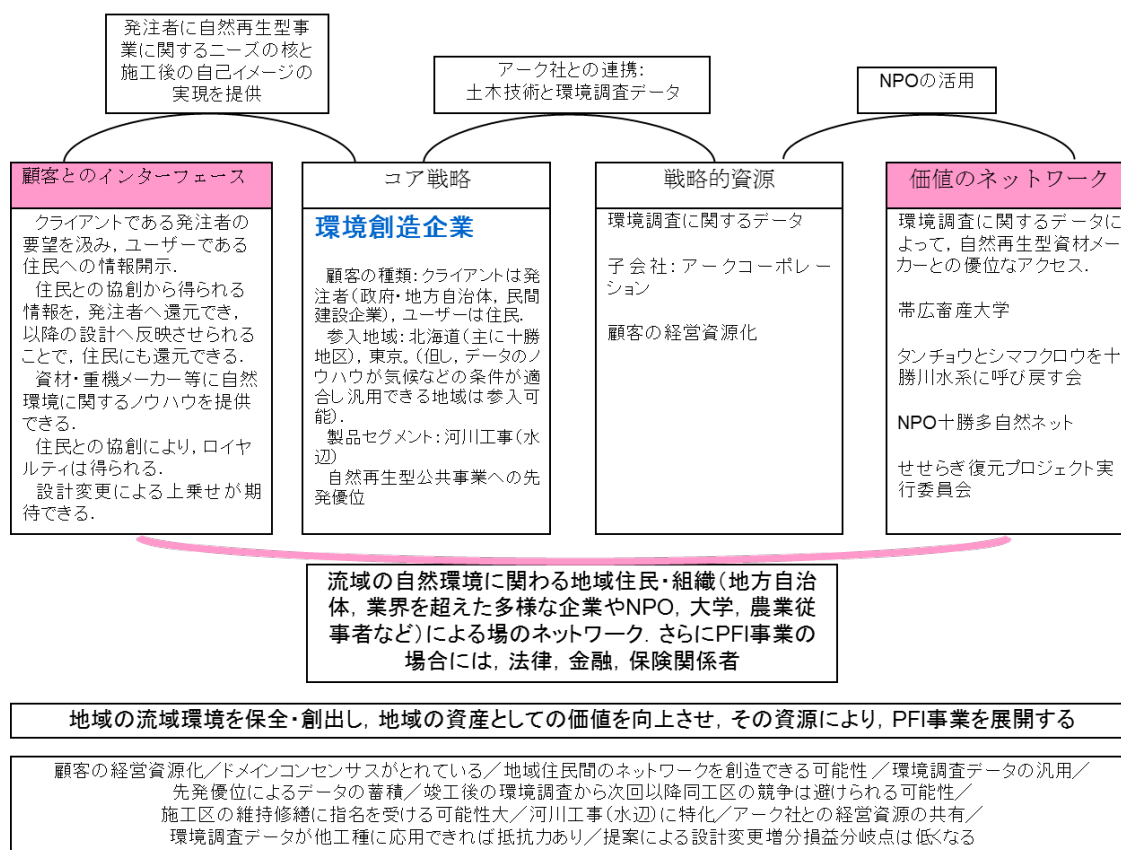 発注者に自然再生型事
業に関するニーズの核と
施工後の自己イメージの
実現を提供
アーク社との連携:
土木技術と環境調査データ
NPOの活用
顧客とのインターフェース
クライアントである発注者の
要望を汲み，ユーザーである
住民への情報開示．
住民との協創から得られる
情報を，発注者へ還元でき，
以降の設計へ反映させられる
ことで，住民にも還元できる．
資材・重機メーカー等に自然
環境に関するノウハウを提供
できる．
住民との協創により，ロイヤ
ルティは得られる．
設計変更による上乗せが期
待できる．
コア戦略
環境創造企業
顧客の種類：クライアントは発
注者（政府・地方自治体，民間
建設企業），ユーザーは住民．
参入地域：北海道（主に十勝
地区），東京。（但し，データのノ
ウハウが気候などの条件が適
合し汎用できる地域は参入可
能）．
製品セグメント：河川工事（水
辺）
自然再生型公共事業への先
発優位
戦略的資源
環境調査に関するデータ
子会社：アークコーポレー
ション
顧客の経営資源化
価値のネットワーク
環境調査に関するデータに
よって，自然再生型資材メー
カーとの優位なアクセス．
帯広畜産大学
タンチョウとシマフクロウを十
勝川水系に呼び戻す会
NPO十勝多自然ネット
せせらぎ復元プロジェクト実
行委員会
流域の自然環境に関わる地域住民・組織（地方自治
体，業界を超えた多様な企業やNPO，大学，農業従
事者など）による場のネットワーク．さらにPFI事業の
場合には，法律，金融，保険関係者
地域の流域環境を保全・創出し，地域の資産としての価値を向上させ，その資源により，PFI事業を展開する
顧客の経営資源化／ドメインコンセンサスがとれている／地域住民間のネットワークを創造できる可能性／環境調査データの汎用／
先発優位によるデータの蓄積／竣工後の環境調査から次回以降同工区の競争は避けられる可能性／
施工区の維持修繕に指名を受ける可能性大／河川工事（水辺）に特化／アーク社との経営資源の共有／
環境調査データが他工種に応用できれば抵抗力あり／提案による設計変更増分損益分岐点は低くなる